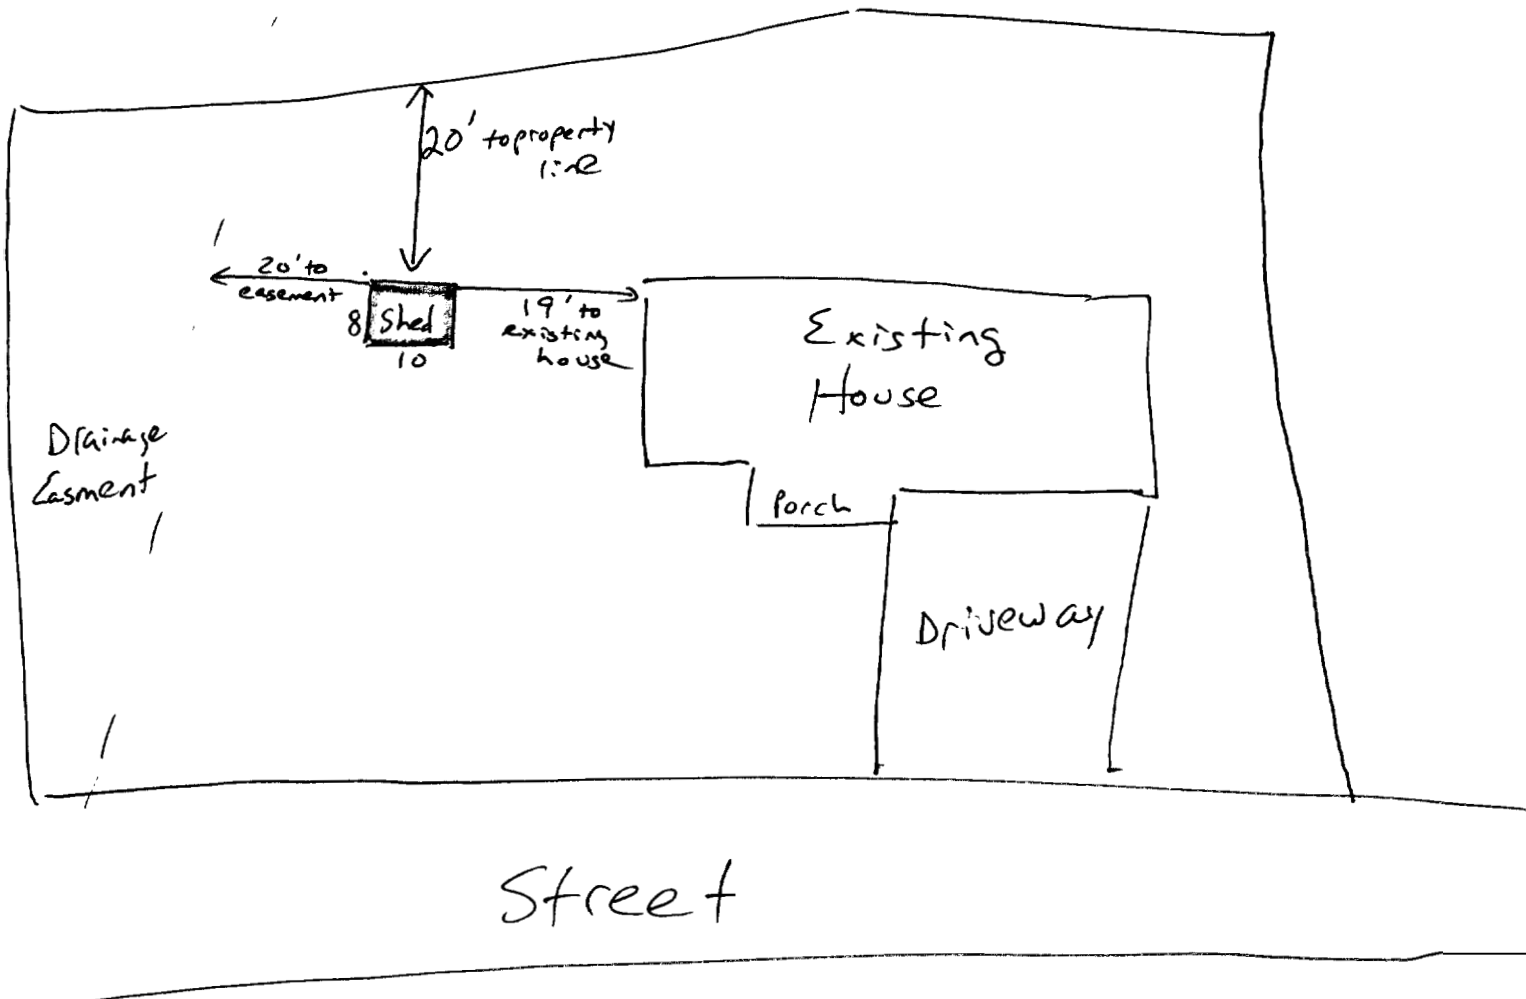 20' to property
line
20' to
easement
8
Shed
10
19' to
existing
house
Existing
House
Drainage
Easment
Porch
Driveway
Street